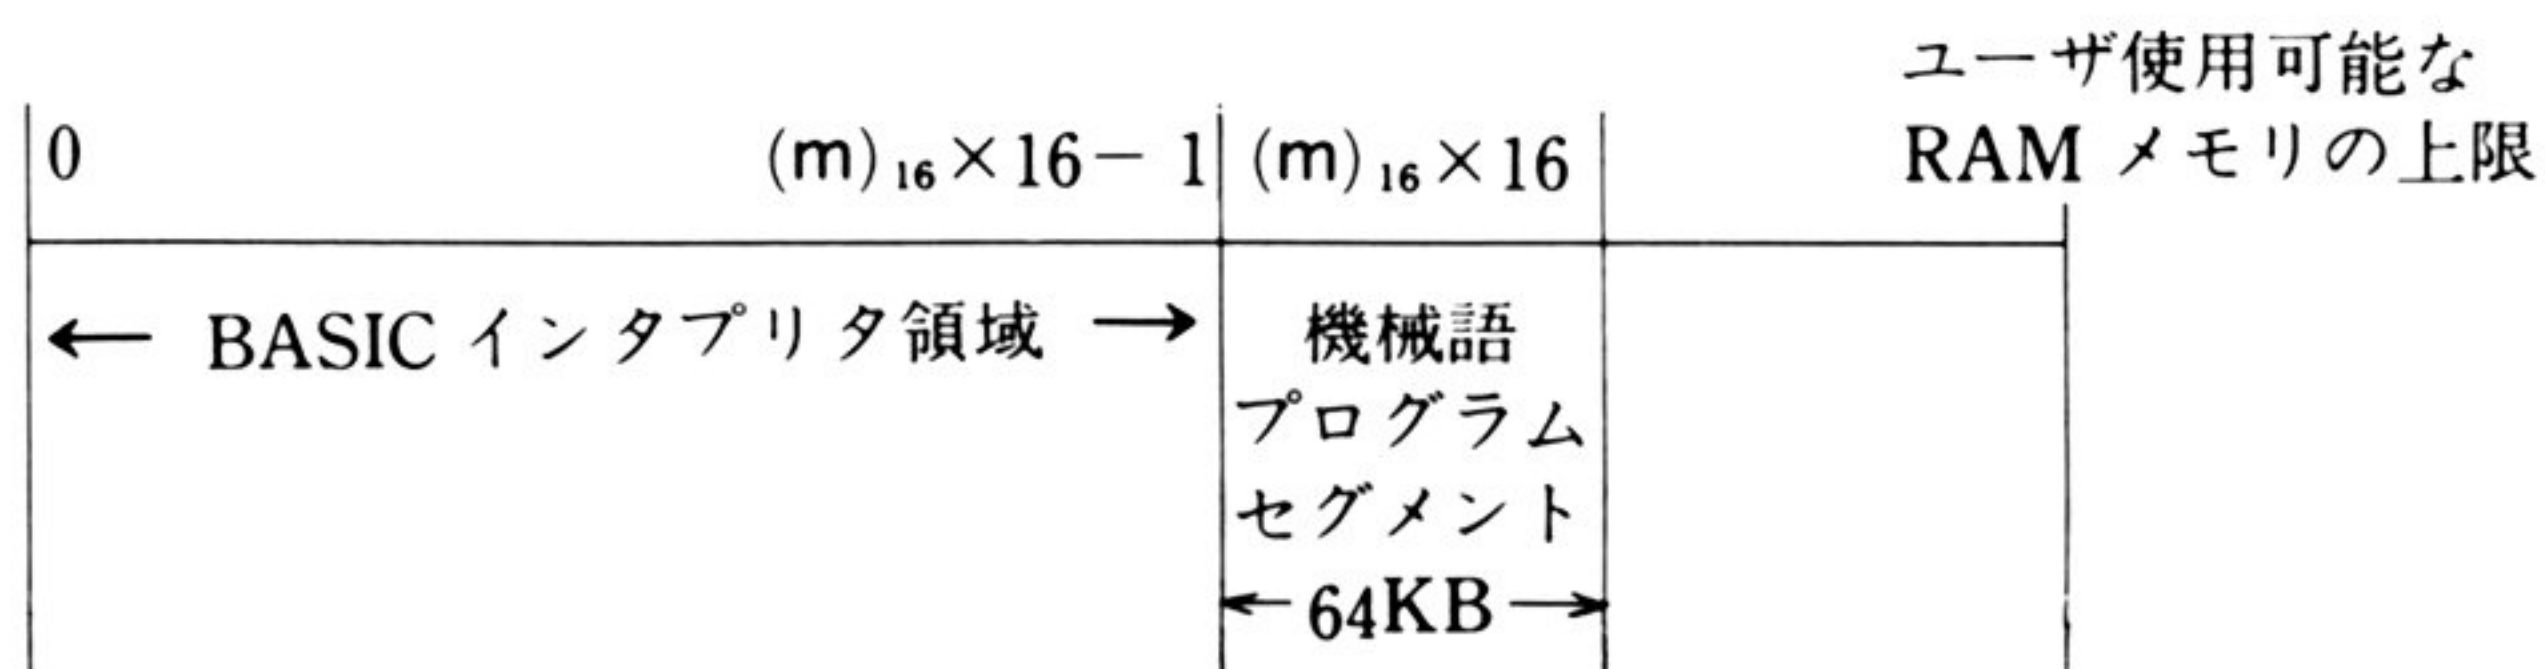 ユーザ使用可能な
RAM メモリの上限
0 (m)₁₆×16－1 (m)₁₆×16
← BASIC インタプリタ領域 →
機械語
プログラム
セグメント
←64KB→